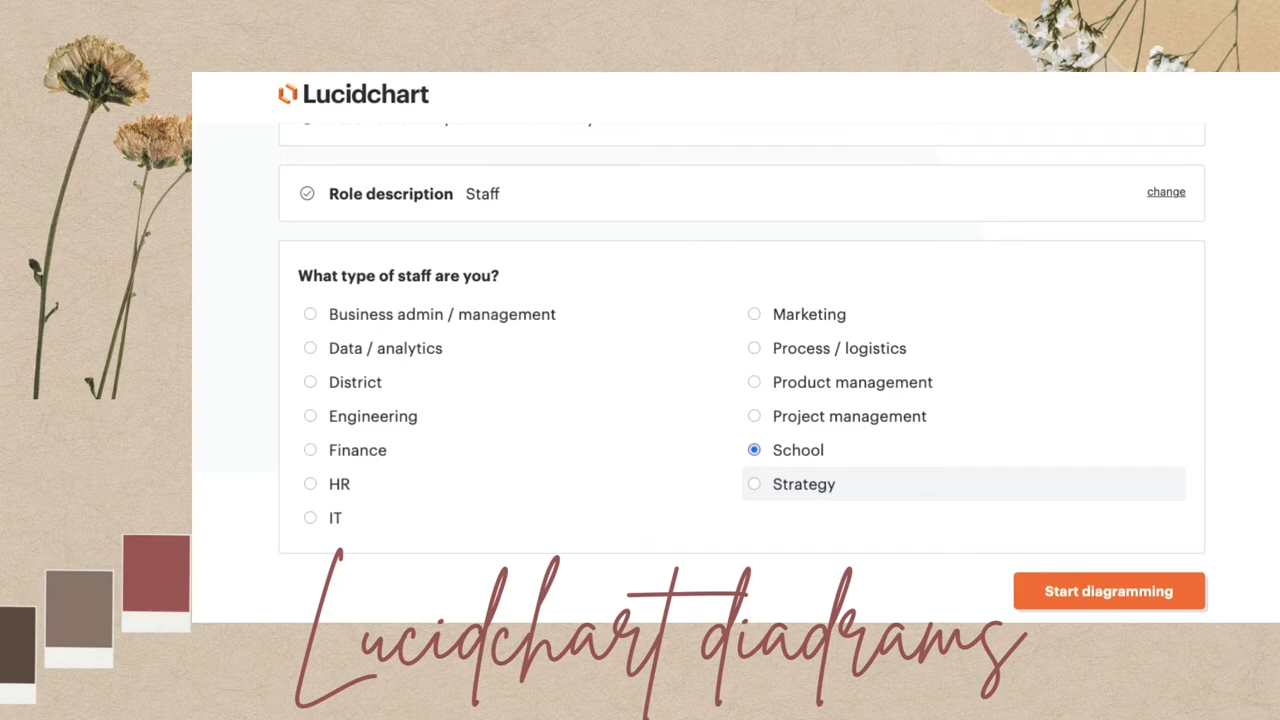 Lucidchart
Role description Staff
change
What type of staff are you?
Business admin / management
Data / analytics
District
Engineering
Finance
HR
IT
Marketing
Process / logistics
Product management
Project management
School
Strategy
Start diagramming
Lucidchart diadrams